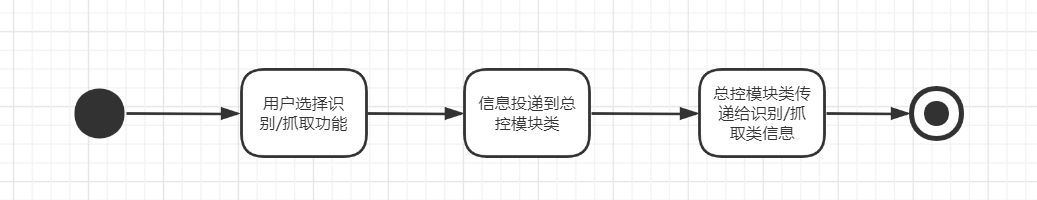 用户选择识
别/抓取功能
信息投递到总
控模块类
总控模块类传
递给识别/抓
取类信息